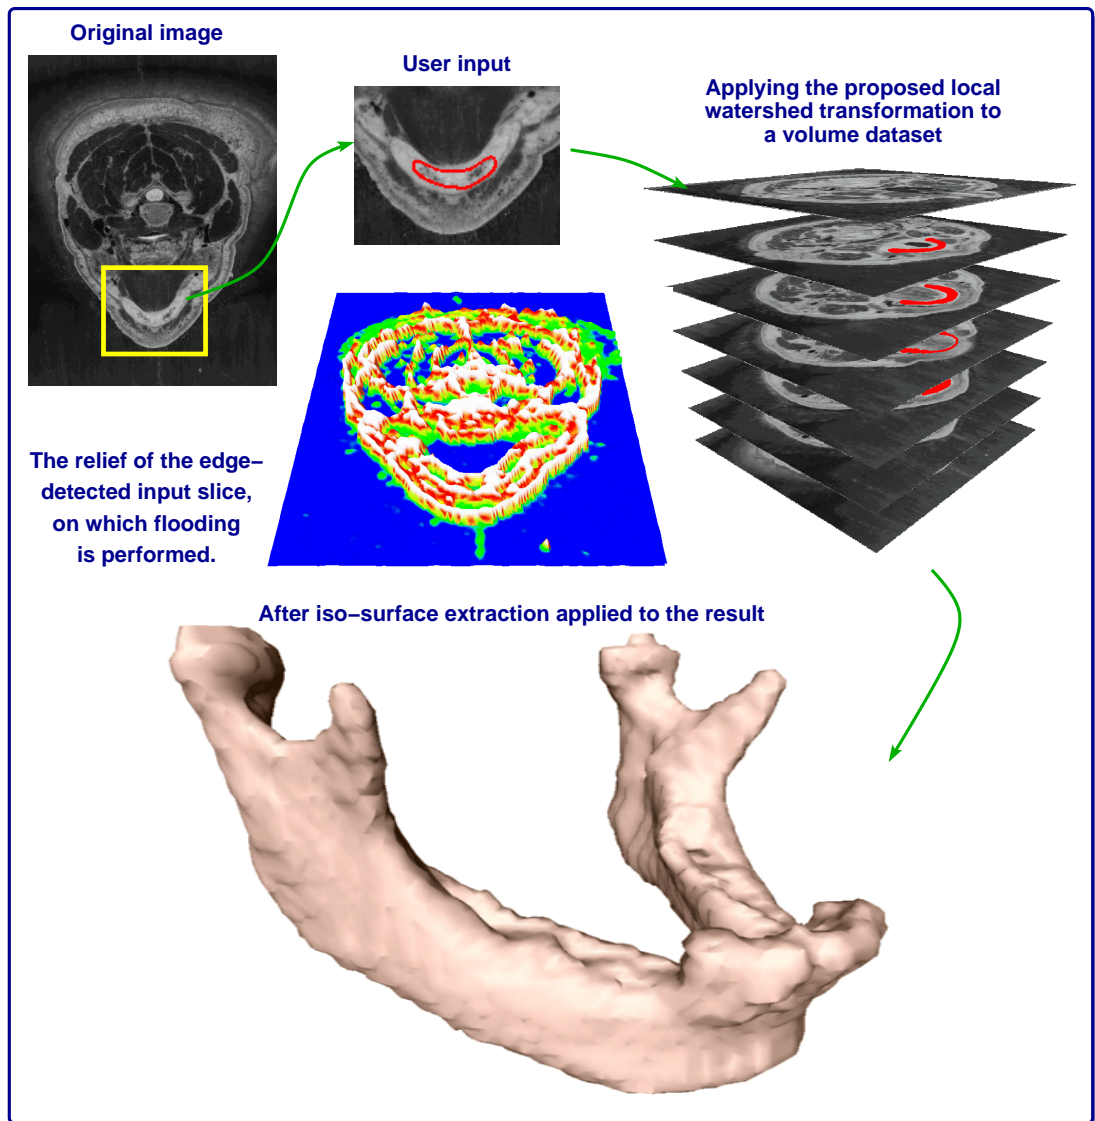 Original image
User input
Applying the proposed local
watershed transformation to
a volume dataset
The relief of the edge−
detected input slice,
on which flooding
is performed.
After iso−surface extraction applied to the result